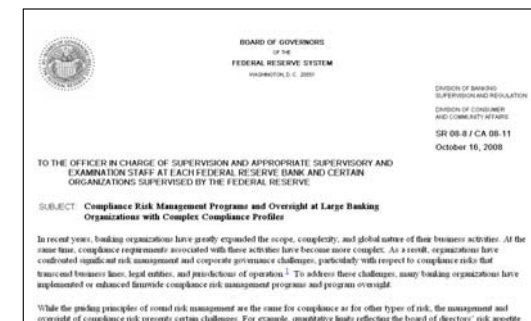 BOARD OF GOVERNORS
OF THE
FEDERAL RESERVE SYSTEM
WASHINGTON, D. C. 20551
DIVISION OF BANKING
SUPERVISION AND REGULATION
DIVISION OF CONSUMER
AND COMMUNITY AFFAIRS
SR 08-8 / CA 08-11
October 16, 2008
TO THE OFFICER IN CHARGE OF SUPERVISION AND APPROPRIATE SUPERVISORY AND
EXAMINATION STAFF AT EACH FEDERAL RESERVE BANK AND CERTAIN
ORGANIZATIONS SUPERVISED BY THE FEDERAL RESERVE
SUBJECT: Compliance Risk Management Programs and Oversight at Large Banking
Organizations with Complex Compliance Profiles
In recent years, banking organizations have greatly expanded the scope, complexity, and global nature of their business activities. At the
same time, compliance requirements associated with these activities have become more complex. As a result, organizations have
confronted significant risk management and corporate governance challenges, particularly with respect to compliance risks that
transcend business lines, legal entities, and jurisdictions of operation.1 To address these challenges, many banking organizations have
implemented or enhanced firmwide compliance risk management programs and program oversight.
While the guiding principles of sound risk management are the same for compliance as for other types of risk, the management and
oversight of compliance risk presents certain challenges. For example, quantitative limits reflecting the board of directors' risk appetite